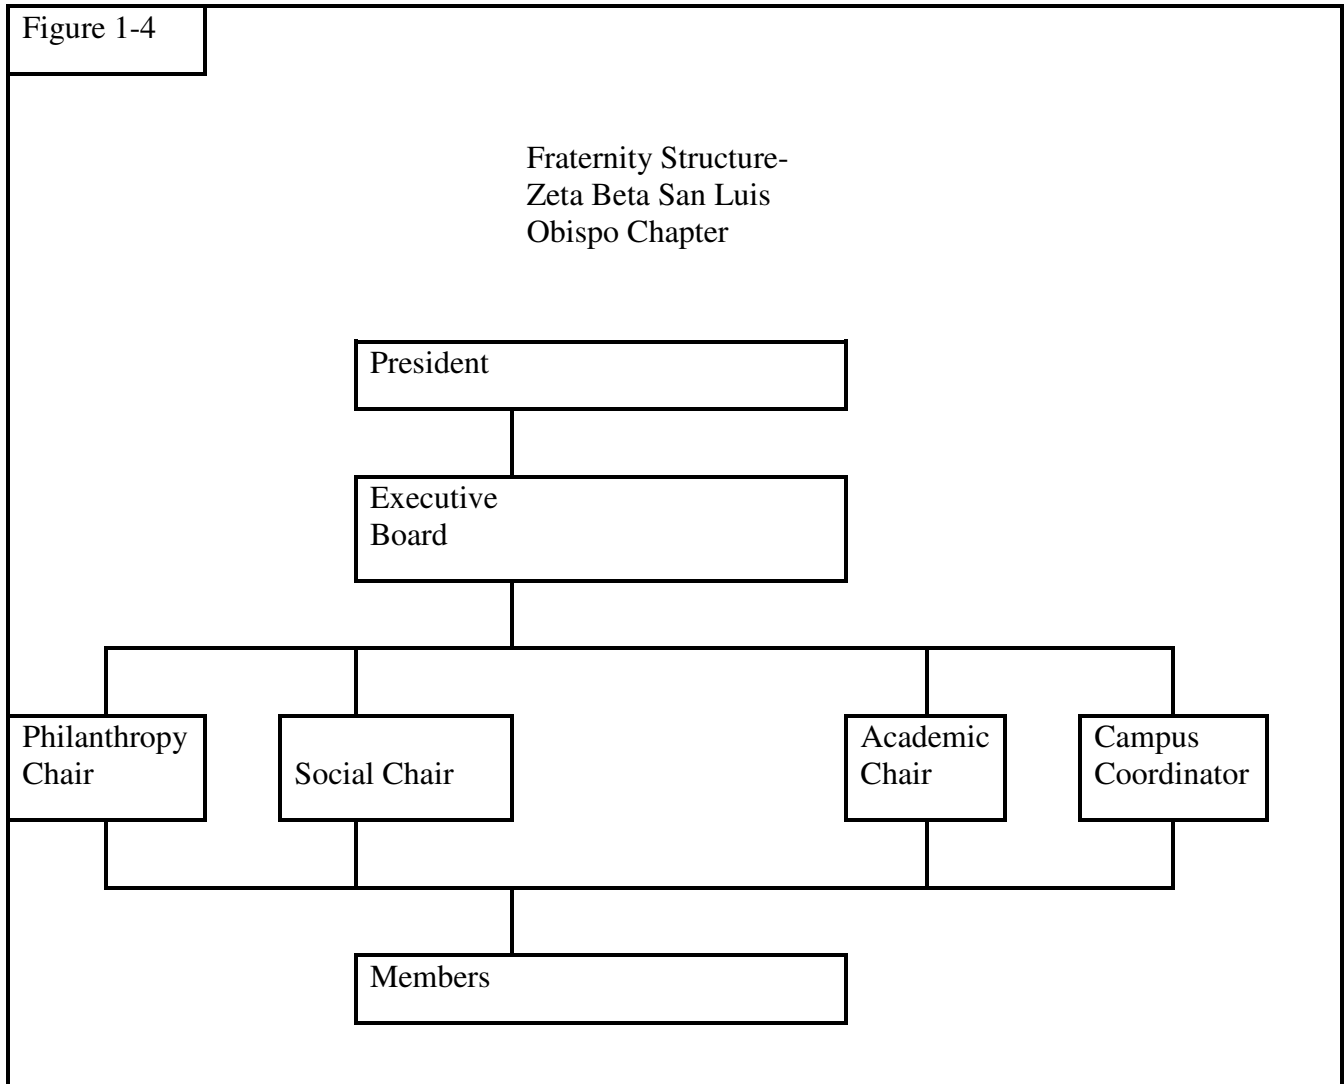 Figure 1-4
Fraternity Structure-
Zeta Beta San Luis
Obispo Chapter
President
Executive
Board
Philanthropy
Chair
Social Chair
Academic
Chair
Campus
Coordinator
Members